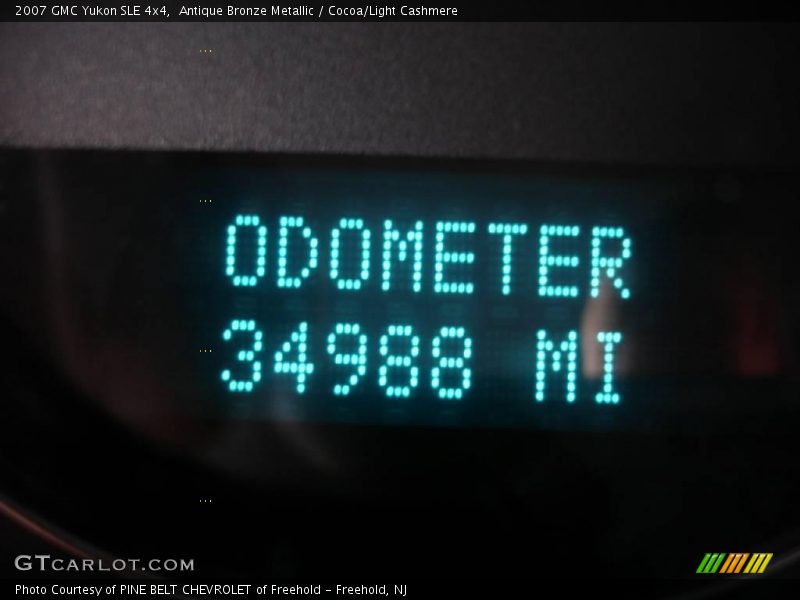 2007 GMC Yukon SLE 4x4,  Antique Bronze Metallic / Cocoa/Light Cashmere
ODOMETER
34988 MI
GTCARLOT.COM
Photo Courtesy of PINE BELT CHEVROLET of Freehold - Freehold, NJ